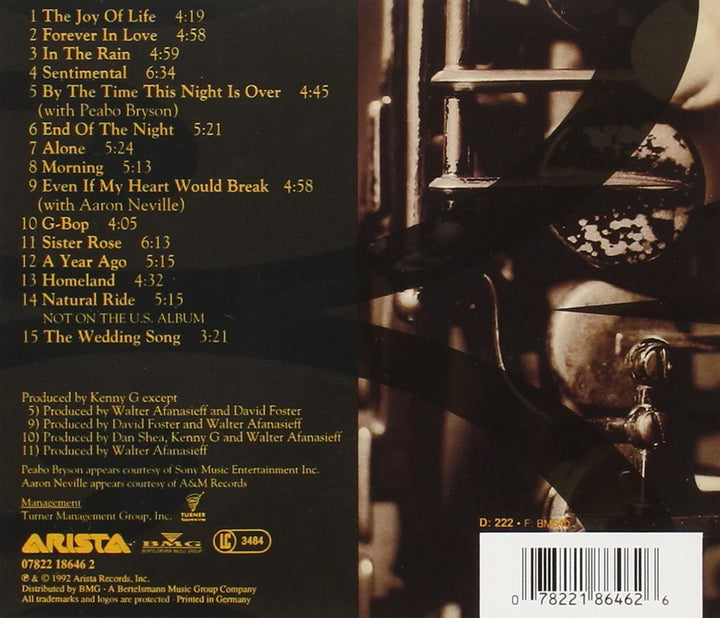 1 The Joy Of Life 4:19
2 Forever In Love 4:58
3 In The Rain 4:59
4 Sentimental 6:34
5 By The Time This Night Is Over 4:45
(with Peabo Bryson)
6 End Of The Night 5:21
7 Alone 5:24
8 Morning 5:13
9 Even If My Heart Would Break 4:58
(with Aaron Neville)
10 G-Bop 4:05
11 Sister Rose 6:13
12 A Year Ago 5:15
13 Homeland 4:32
14 Natural Ride 5:15
NOT ON THE U.S. ALBUM
15 The Wedding Song 3:21
Produced by Kenny G except
5) Produced by Walter Afanasieff and David Foster
9) Produced by David Foster and Walter Afanasieff
10) Produced by Dan Shea, Kenny G and Walter Afanasieff
11) Produced by Walter Afanasieff
Peabo Bryson appears courtesy of Sony Music Entertainment Inc.
Aaron Neville appears courtesy of A&M Records
Management
Turner Management Group, Inc.
TURNER
ARISTA BMG LC 3484
BERTELSMANN MUSIC GROUP
07822 18646 2
℗ & © 1992 Arista Records, Inc.
Distributed by BMG - A Bertelsmann Music Group Company
All trademarks and logos are protected · Printed in Germany
D: 222 • F: BM
0 78221 86462 6